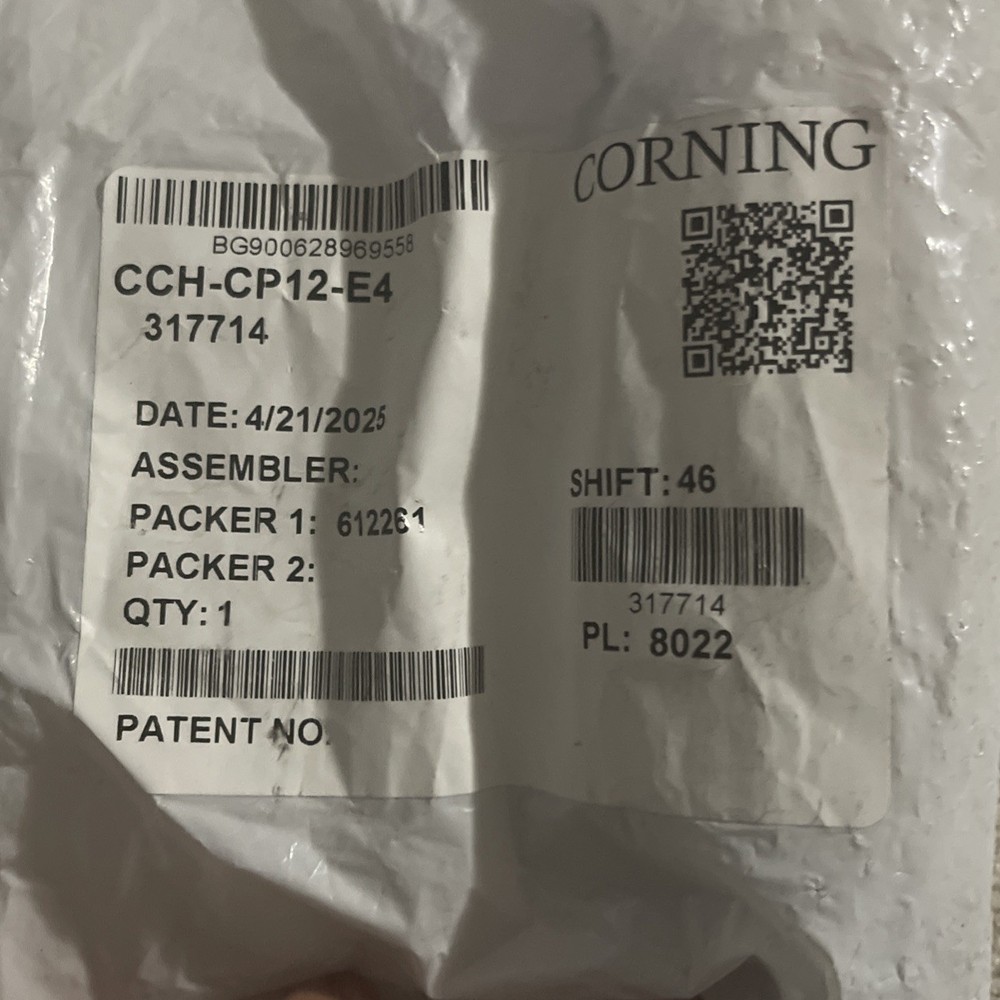 CORNING
BG900628969558
CCH-CP12-E4
317714
DATE: 4/21/2025
ASSEMBLER:
SHIFT: 46
PACKER 1: 612261
PACKER 2:
317714
QTY: 1
PL: 8022
PATENT NO.